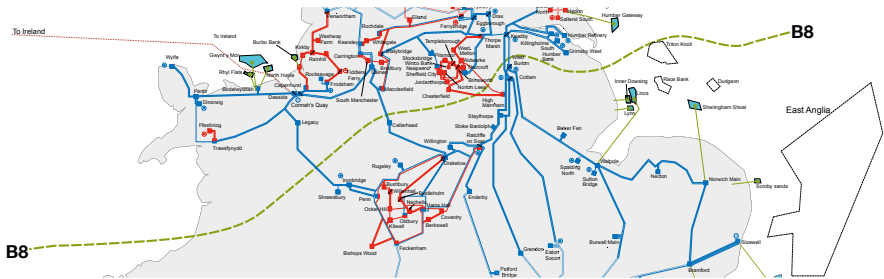 To Ireland
To Ireland
B8
Penwortham
Washway
Farm
Kirkby
Rainhill
Rochdale
Kearsley
Whitegate
Elland
Stalybridge
Carrington
Bredbury
Fiddlers
Ferry
Rocksavage
Frodsham
South Manchester
Macclesfield
Daines
Ferrybridge
Eggborough
Drax
Thorpe
Marsh
Templeborough
West
Melton
Pitsmoor
Aldwarke
Stocksbridge
Winco Bank
Neepsend
Sheffield City
Jordanthorpe
Norton Lees
Chesterfield
High
Marnham
Keadby
Killingholme
South
Humber
Bank
Humber Refinery
Grimsby West
Saltend South
Humber Gateway
West
Burton
Cottam
Triton Knoll
Race Bank
Dudgeon
Inner Dowsing
Lincs
Lynn
Sheringham Shoal
East Anglia
Wylfa
Gwynt y Mor
Burbo Bank
Rhyl Flats
North Hoyle
Bodelwyddan
Capenhurst
Deeside
Connah's Quay
Pentir
Dinorwig
Ffestiniog
Trawsfynydd
Legacy
Cellarhead
Staythorpe
Stoke Bardolph
Ratcliffe
on Soar
Willington
Drakelow
Rugeley
Ironbridge
Shrewsbury
Penn
Bushbury
Willenhall
Bustleholm
Nechells
Hams Hall
Ocker Hill
Oldbury
Kitwell
Coventry
Berkswell
Bishops Wood
Feckenham
Enderby
Bicker Fen
Spalding
North
Sutton
Bridge
Walpole
Necton
Norwich Main
Scroby sands
Grendon
Eaton
Socon
Burwell Main
Patford
Bridge
Bramford
Sizewell
B8